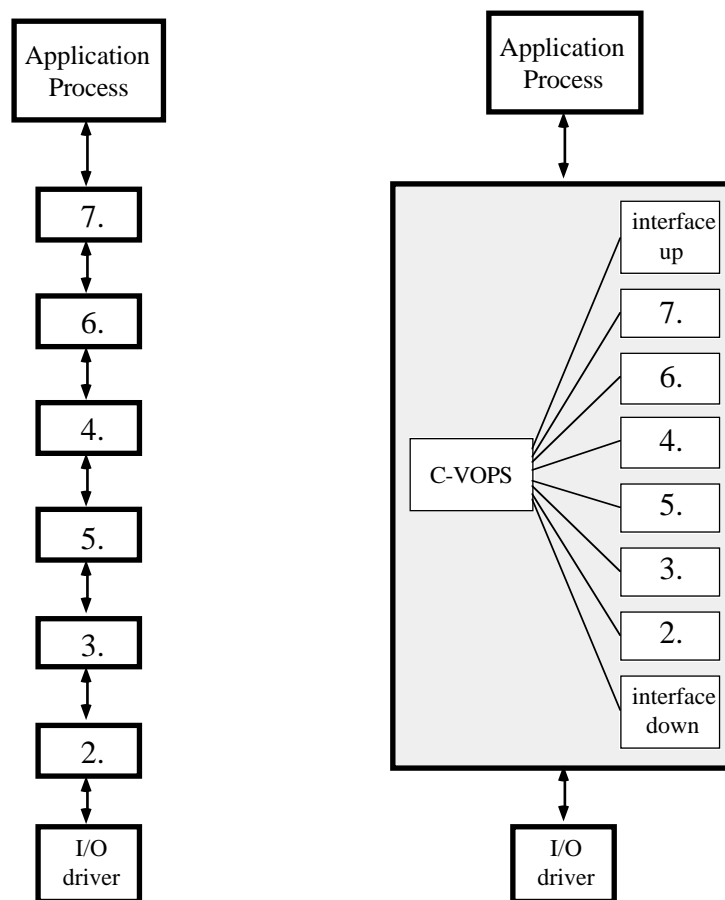 Application
Process
7.
6.
4.
5.
3.
2.
I/O
driver
Application
Process
interface
up
7.
6.
4.
C-VOPS
5.
3.
2.
interface
down
I/O
driver